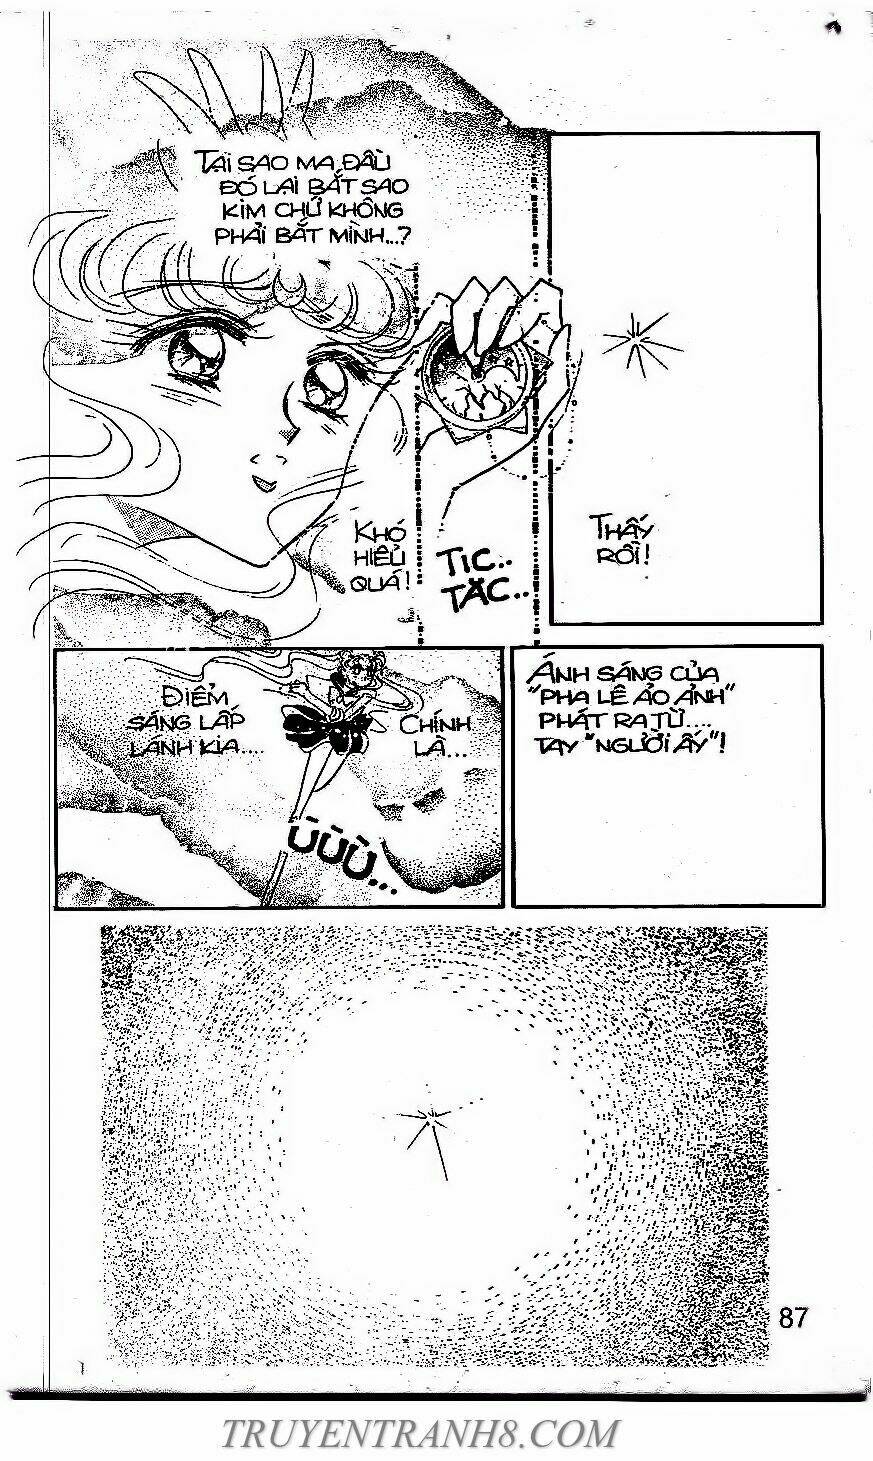 TẠI SAO MA ĐẦU
ĐÓ LẠI BẮT SAO
KIM CHỨ KHÔNG
PHẢI BẮT MÌNH...?
KHÓ
HIỂU
QUÁ!
TIC..
TẮC..
THẤY
RỒI!
ĐIỂM
SÁNG LẤP
LÁNH KIA....
CHÍNH
LÀ...
ÙÙÙ...
ÁNH SÁNG CỦA
"PHA LÊ ẢO ẢNH"
PHÁT RA TỪ....
TAY "NGƯỜI ẤY"!
87
TRUYENTRANH8.COM